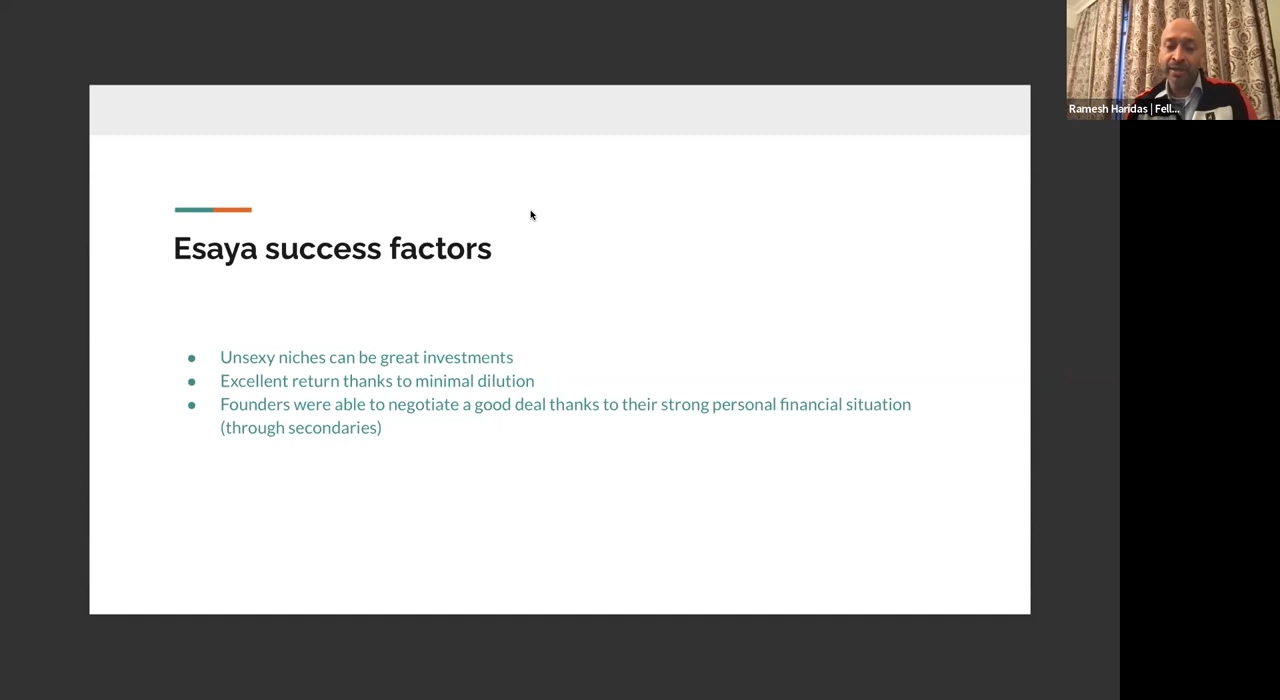 Ramesh Haridas | Fell...
Esaya success factors
● Unsexy niches can be great investments
● Excellent return thanks to minimal dilution
● Founders were able to negotiate a good deal thanks to their strong personal financial situation
(through secondaries)